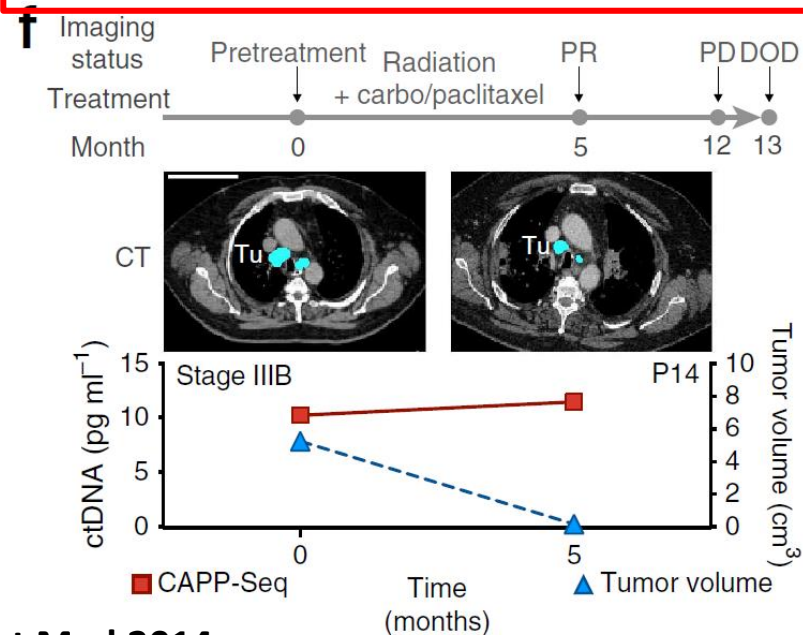 f
Imaging status
Pretreatment
Radiation + carbo/paclitaxel
PR
PD
DOD
Treatment
Month
0
5
12
13
CT
Tu
Tu
ctDNA (pg ml⁻¹)
15
10
5
0
Stage IIIB
P14
10
8
6
4
2
0
Tumor volume (cm³)
0
5
CAPP-Seq
Time (months)
Tumor volume
2014